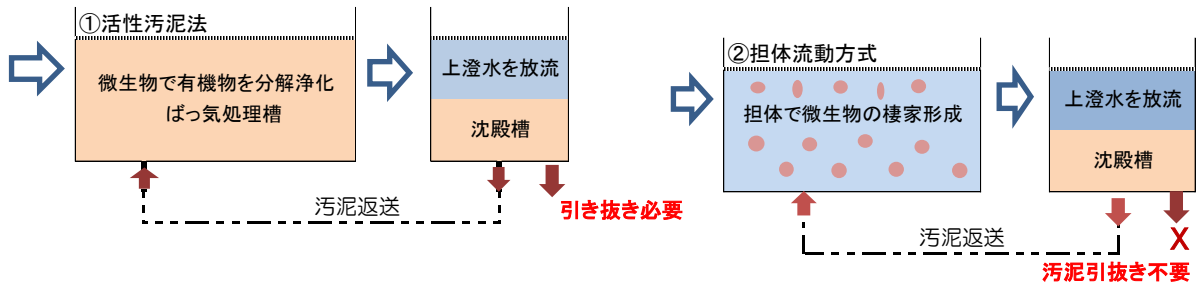 ①活性汚泥法
微生物で有機物を分解浄化
ばっ気処理槽
上澄水を放流
沈殿槽
汚泥返送
引き抜き必要
②担体流動方式
担体で微生物の棲家形成
上澄水を放流
沈殿槽
汚泥返送
X
汚泥引抜き不要